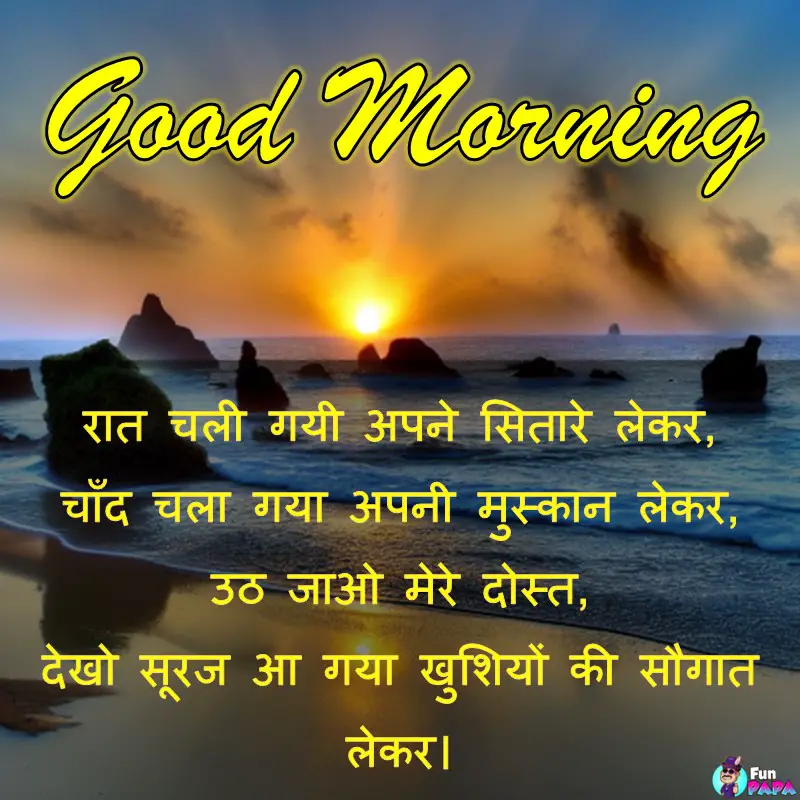 Good Morning
रात चली गयी अपने सितारे लेकर,
चाँद चला गया अपनी मुस्कान लेकर,
उठ जाओ मेरे दोस्त,
देखो सूरज आ गया खुशियों की सौगात
लेकर।
Fun
PAPA